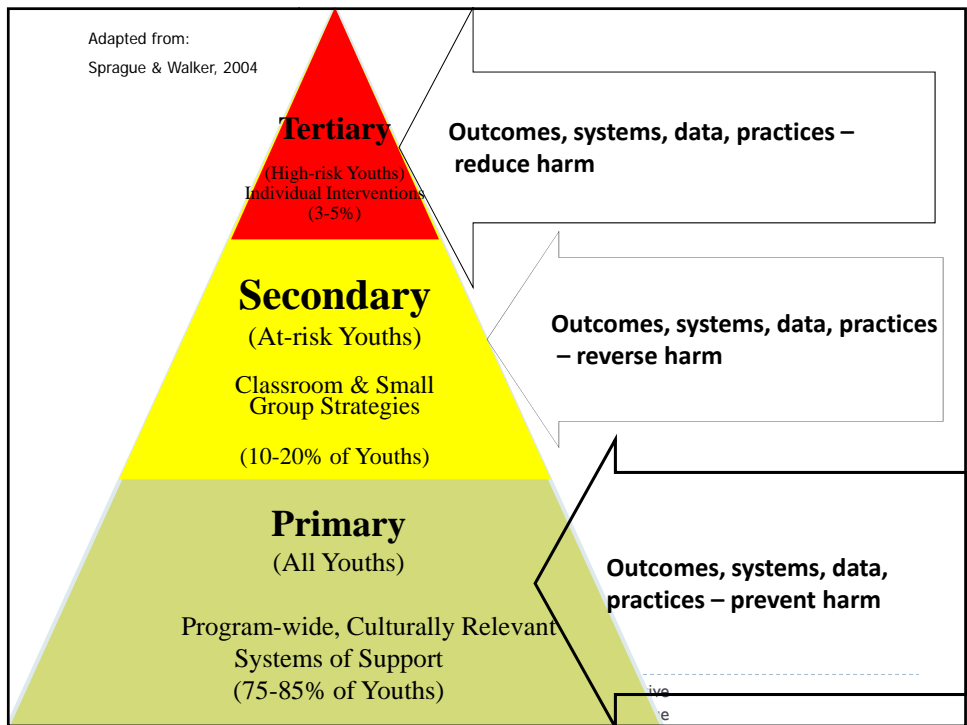 Adapted from:
Sprague & Walker, 2004
Tertiary
(High-risk Youths)
Individual Interventions
(3-5%)
Outcomes, systems, data, practices –
reduce harm
Secondary
(At-risk Youths)
Classroom & Small
Group Strategies
(10-20% of Youths)
Outcomes, systems, data, practices
– reverse harm
Primary
(All Youths)
Program-wide, Culturally Relevant
Systems of Support
(75-85% of Youths)
Outcomes, systems, data,
practices – prevent harm